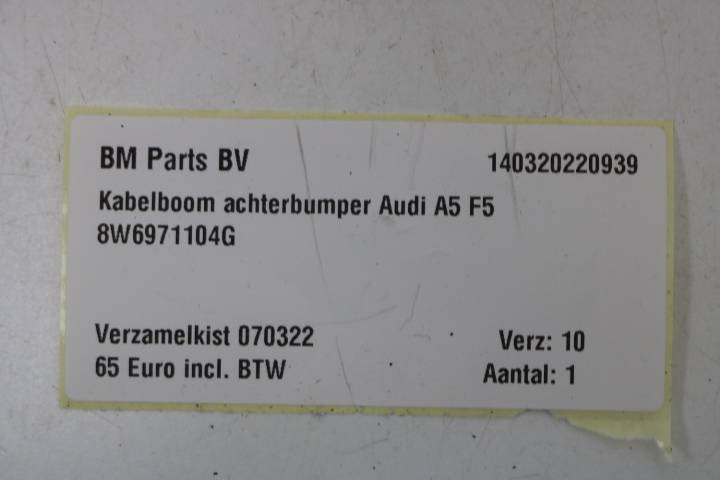 BM Parts BV 140320220939
Kabelboom achterbumper Audi A5 F5
8W6971104G
Verzamelkist 070322 Verz: 10
65 Euro incl. BTW Aantal: 1